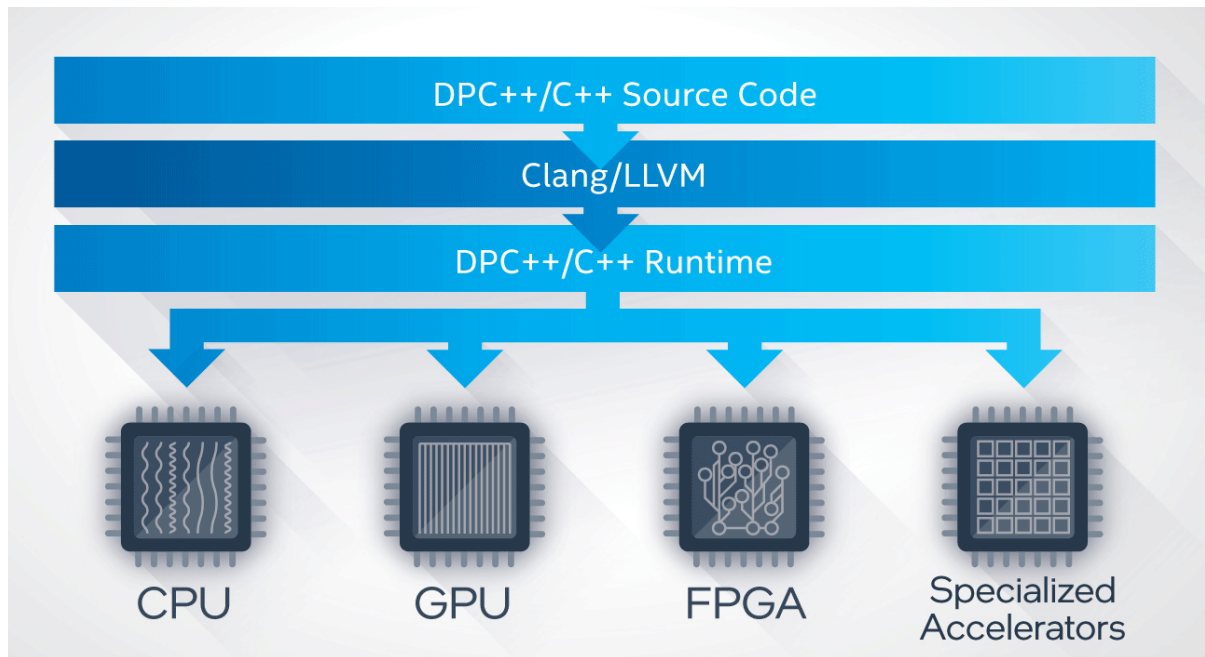 DPC++/C++ Source Code
Clang/LLVM
DPC++/C++ Runtime
CPU
GPU
FPGA
Specialized
Accelerators